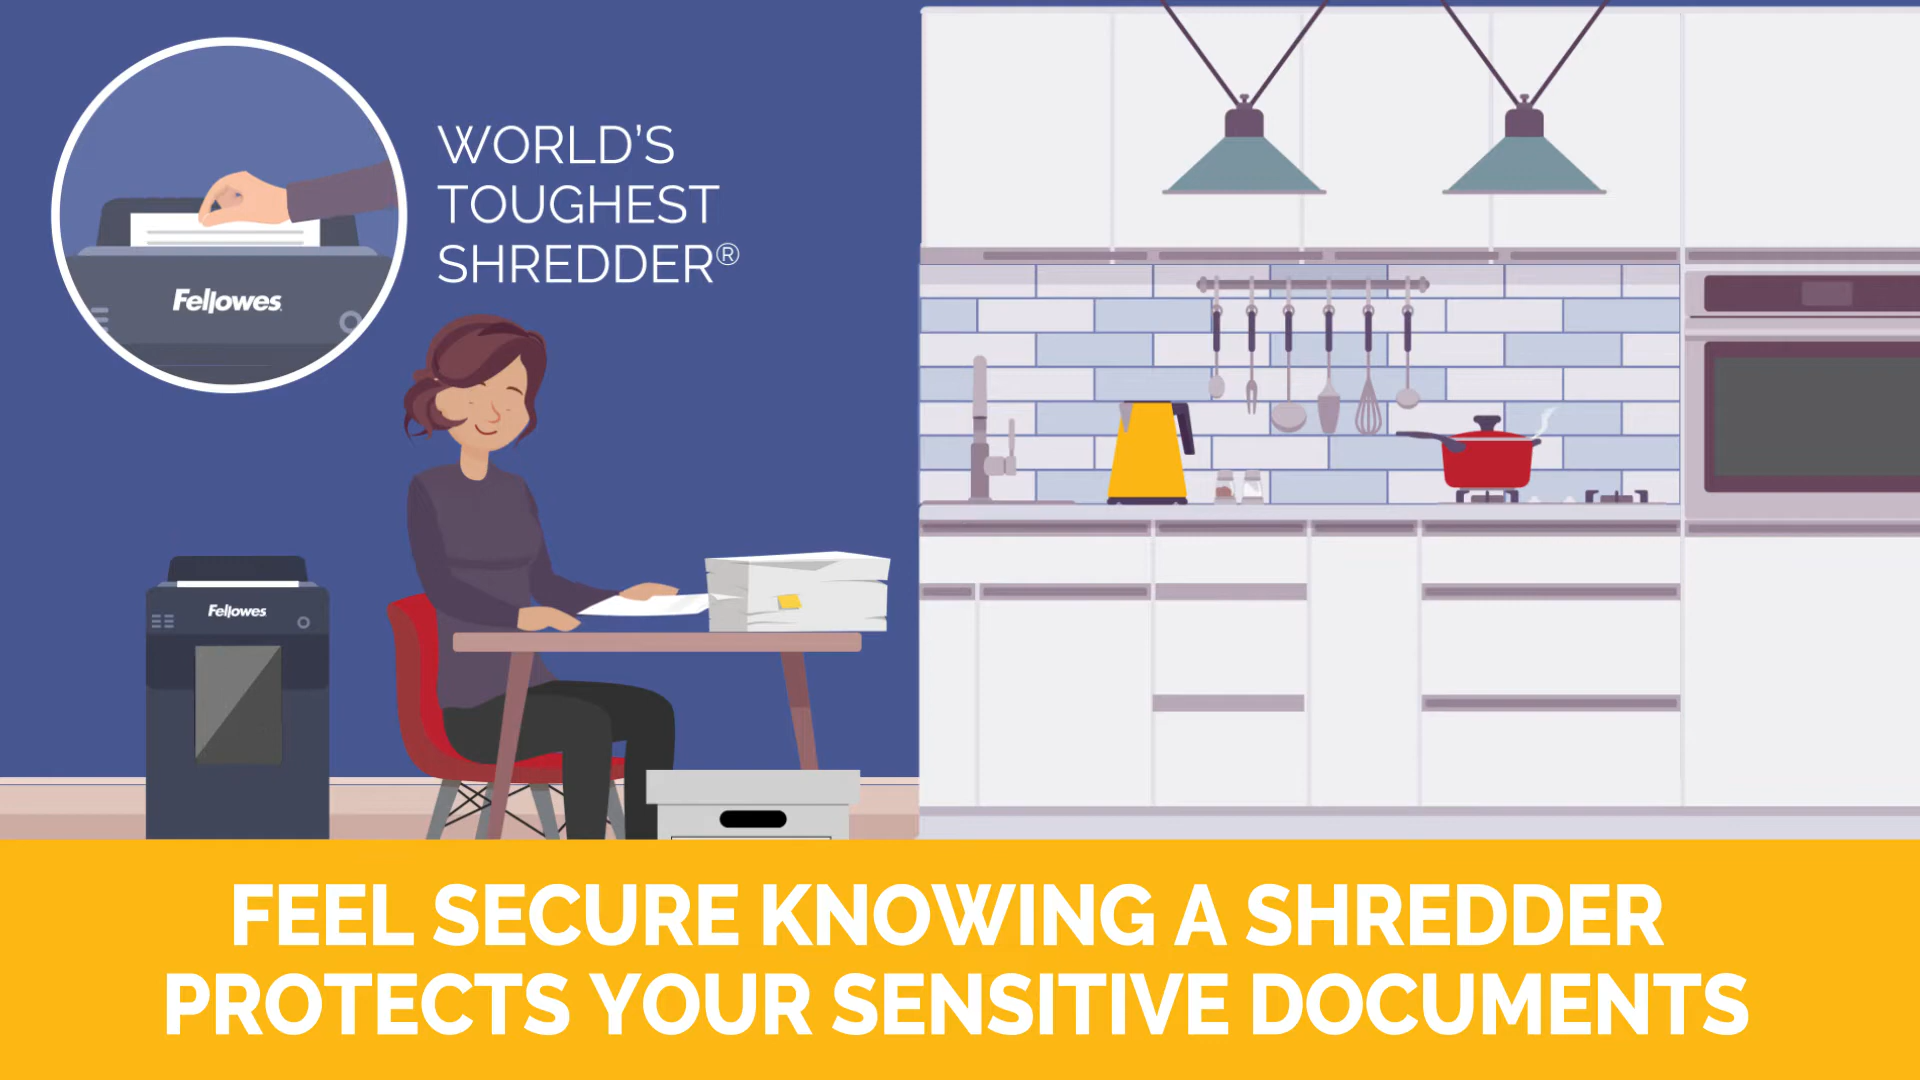 WORLD'S
TOUGHEST
SHREDDER®
Fellowes
Fellowes
FEEL SECURE KNOWING A SHREDDER
PROTECTS YOUR SENSITIVE DOCUMENTS